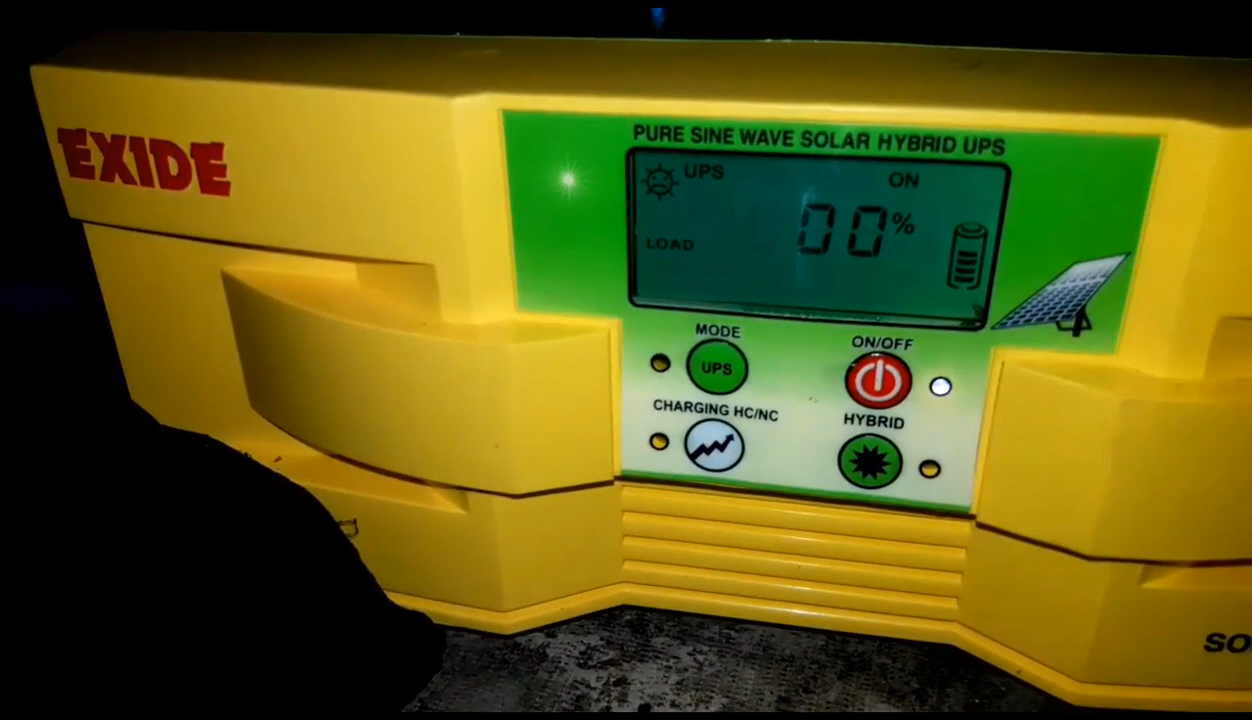 EXIDE
PURE SINE WAVE SOLAR HYBRID UPS
UPS ON
00%
LOAD
MODE
UPS
ON/OFF
CHARGING HC/NC
HYBRID